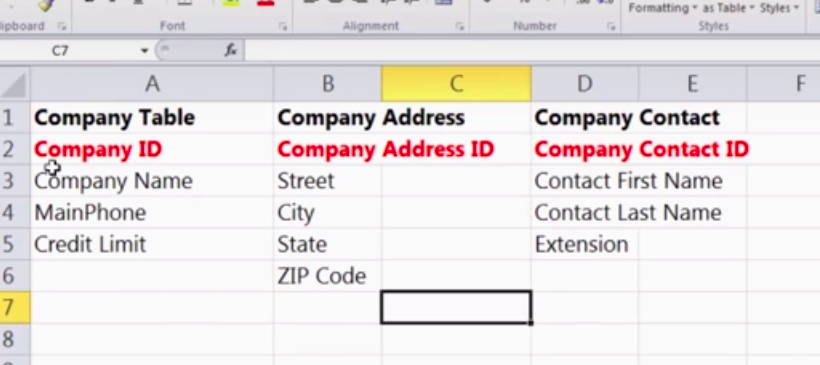 Formatting as Table Styles
lipboard Font Alignment Number Styles
C7 fx
A B C D E F
1 Company Table Company Address Company Contact
2 Company ID Company Address ID Company Contact ID
3 Company Name Street Contact First Name
4 MainPhone City Contact Last Name
5 Credit Limit State Extension
6 ZIP Code
7
8